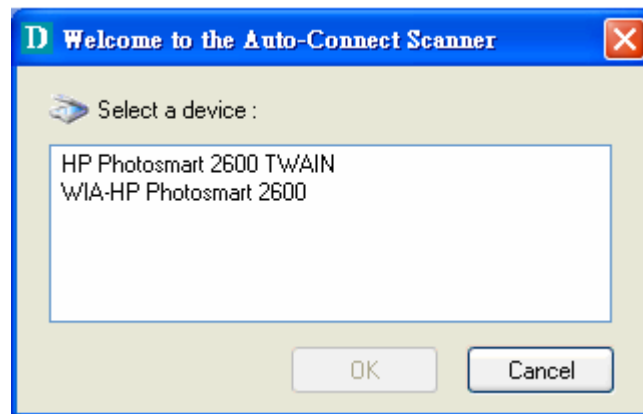 D Welcome to the Auto-Connect Scanner
Select a device :
HP Photosmart 2600 TWAIN
WIA-HP Photosmart 2600
OK Cancel